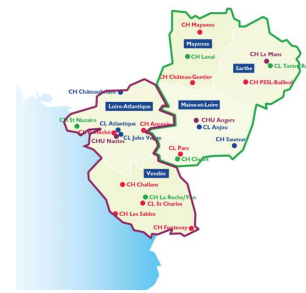 CH Mayenne
Mayenne
CH Laval
CH Le Mans
CL Tertre
Sarthe
CH Château-Gontier
CH PSSL-Bailleul
CH Châteaubriant
Loire-Atlantique
Maine-et-Loire
CH St Nazaire
CL Atlantique
CH Ancenis
CHU Angers
CL Anjou
CL Jules Verne
CHU Nantes
CH Saumur
CL Parc
CH Cholet
Vendée
CH Challans
CH La Roche/Yon
CL St Charles
CH Les Sables
CH Fontenay